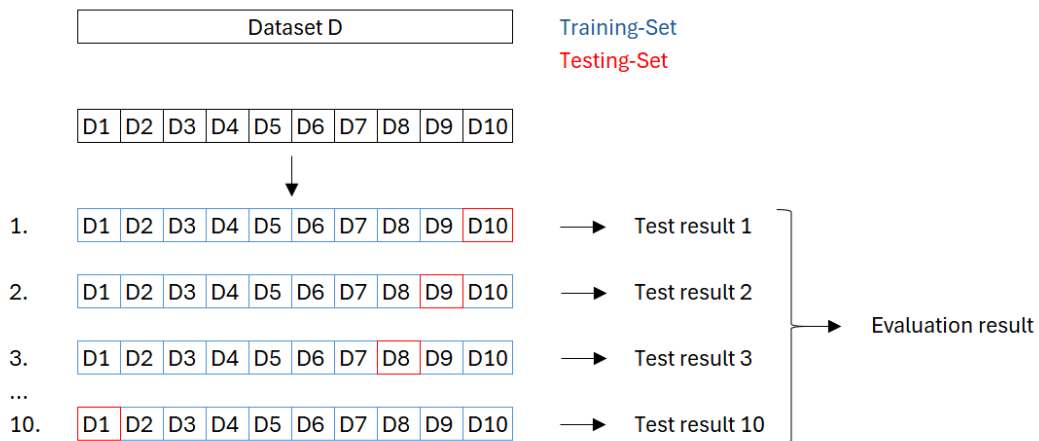 Dataset D Training-Set
Testing-Set
D1 D2 D3 D4 D5 D6 D7 D8 D9 D10
1. D1 D2 D3 D4 D5 D6 D7 D8 D9 D10 Test result 1
2. D1 D2 D3 D4 D5 D6 D7 D8 D9 D10 Test result 2
Evaluation result
3. D1 D2 D3 D4 D5 D6 D7 D8 D9 D10 Test result 3
...
10. D1 D2 D3 D4 D5 D6 D7 D8 D9 D10 Test result 10